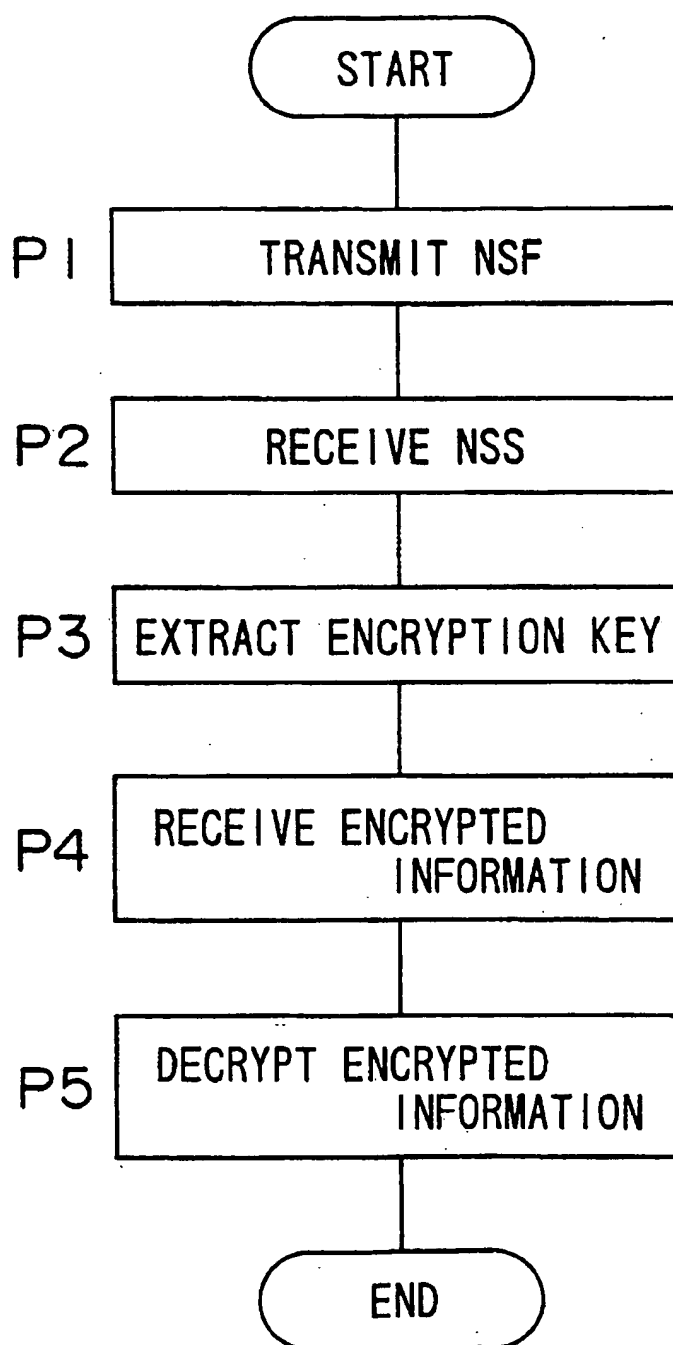 START
P1 TRANSMIT NSF
P2 RECEIVE NSS
P3 EXTRACT ENCRYPTION KEY
P4 RECEIVE ENCRYPTED
INFORMATION
P5 DECRYPT ENCRYPTED
INFORMATION
END